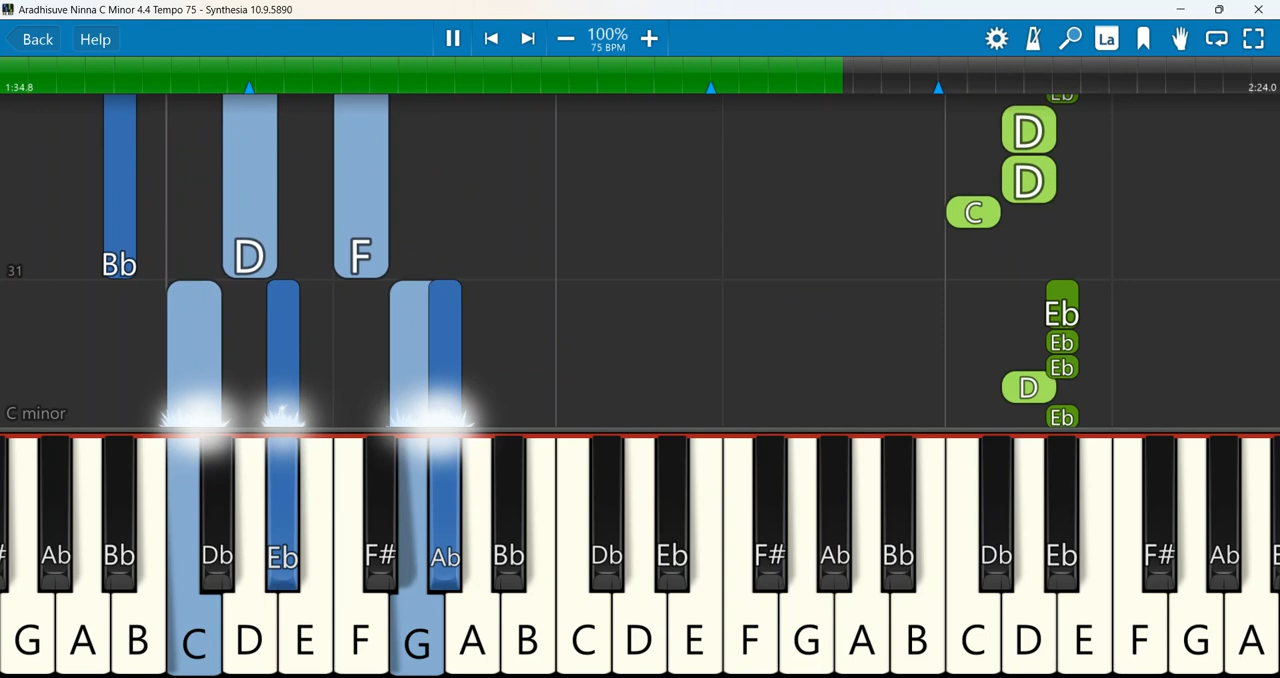 Aradhisuve Ninna C Minor 4.4 Tempo 75 - Synthesia 10.9.5890
Back Help 100% La
75 BPM
1:34.8 2:24.0
Eb
D
D
C
Bb D F
31
Eb
Eb
Eb
D
C minor Eb
F# Ab Bb Db Eb F# Ab Bb Db Eb F# Ab Bb Db Eb F# Ab E
G A B C D E F G A B C D E F G A B C D E F G A